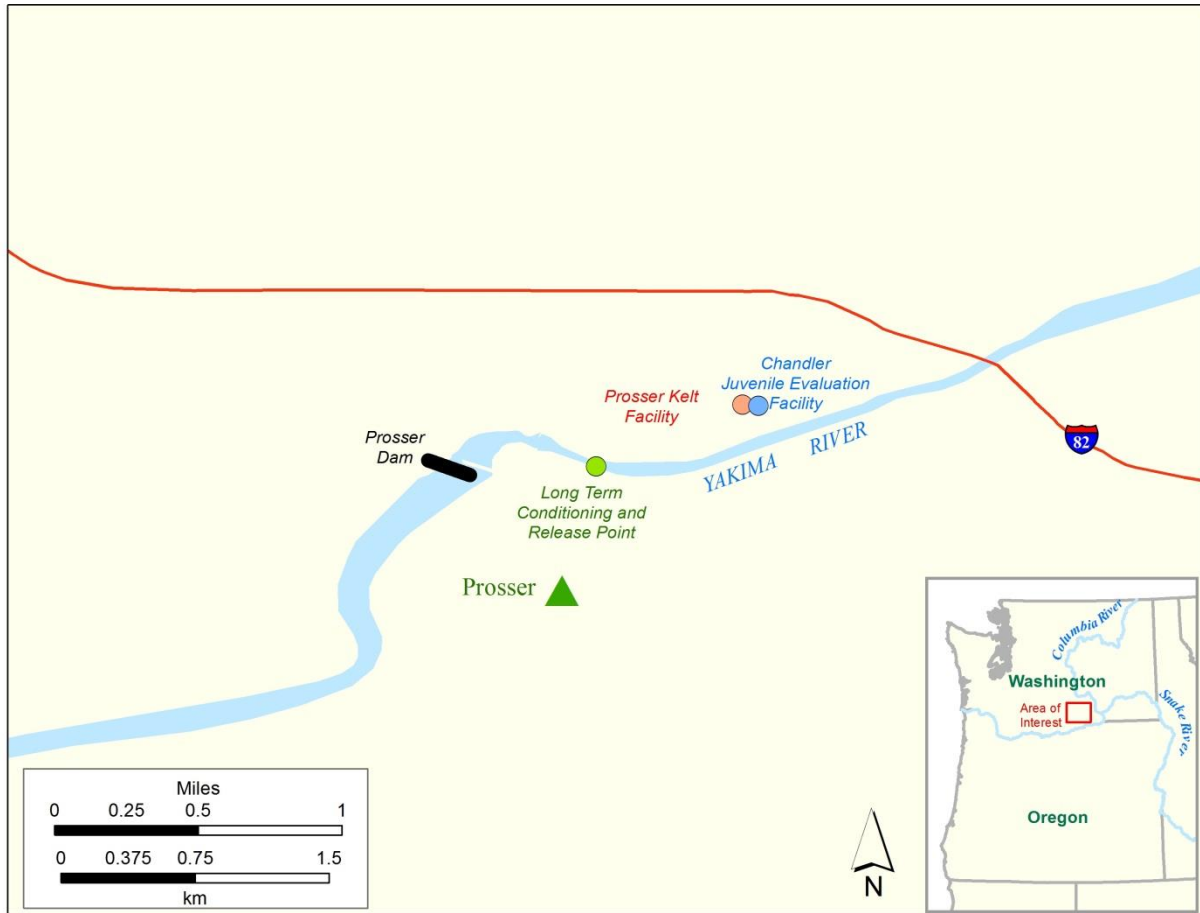 Chandler
Juvenile Evaluation
Facility
Prosser Kelt
Facility
82
Prosser
Dam
YAKIMA RIVER
Long Term
Conditioning and
Release Point
Prosser
Columbia River
Washington
Snake River
Area of
Interest
Oregon
Miles
0 0.25 0.5 1
0 0.375 0.75 1.5
km
N